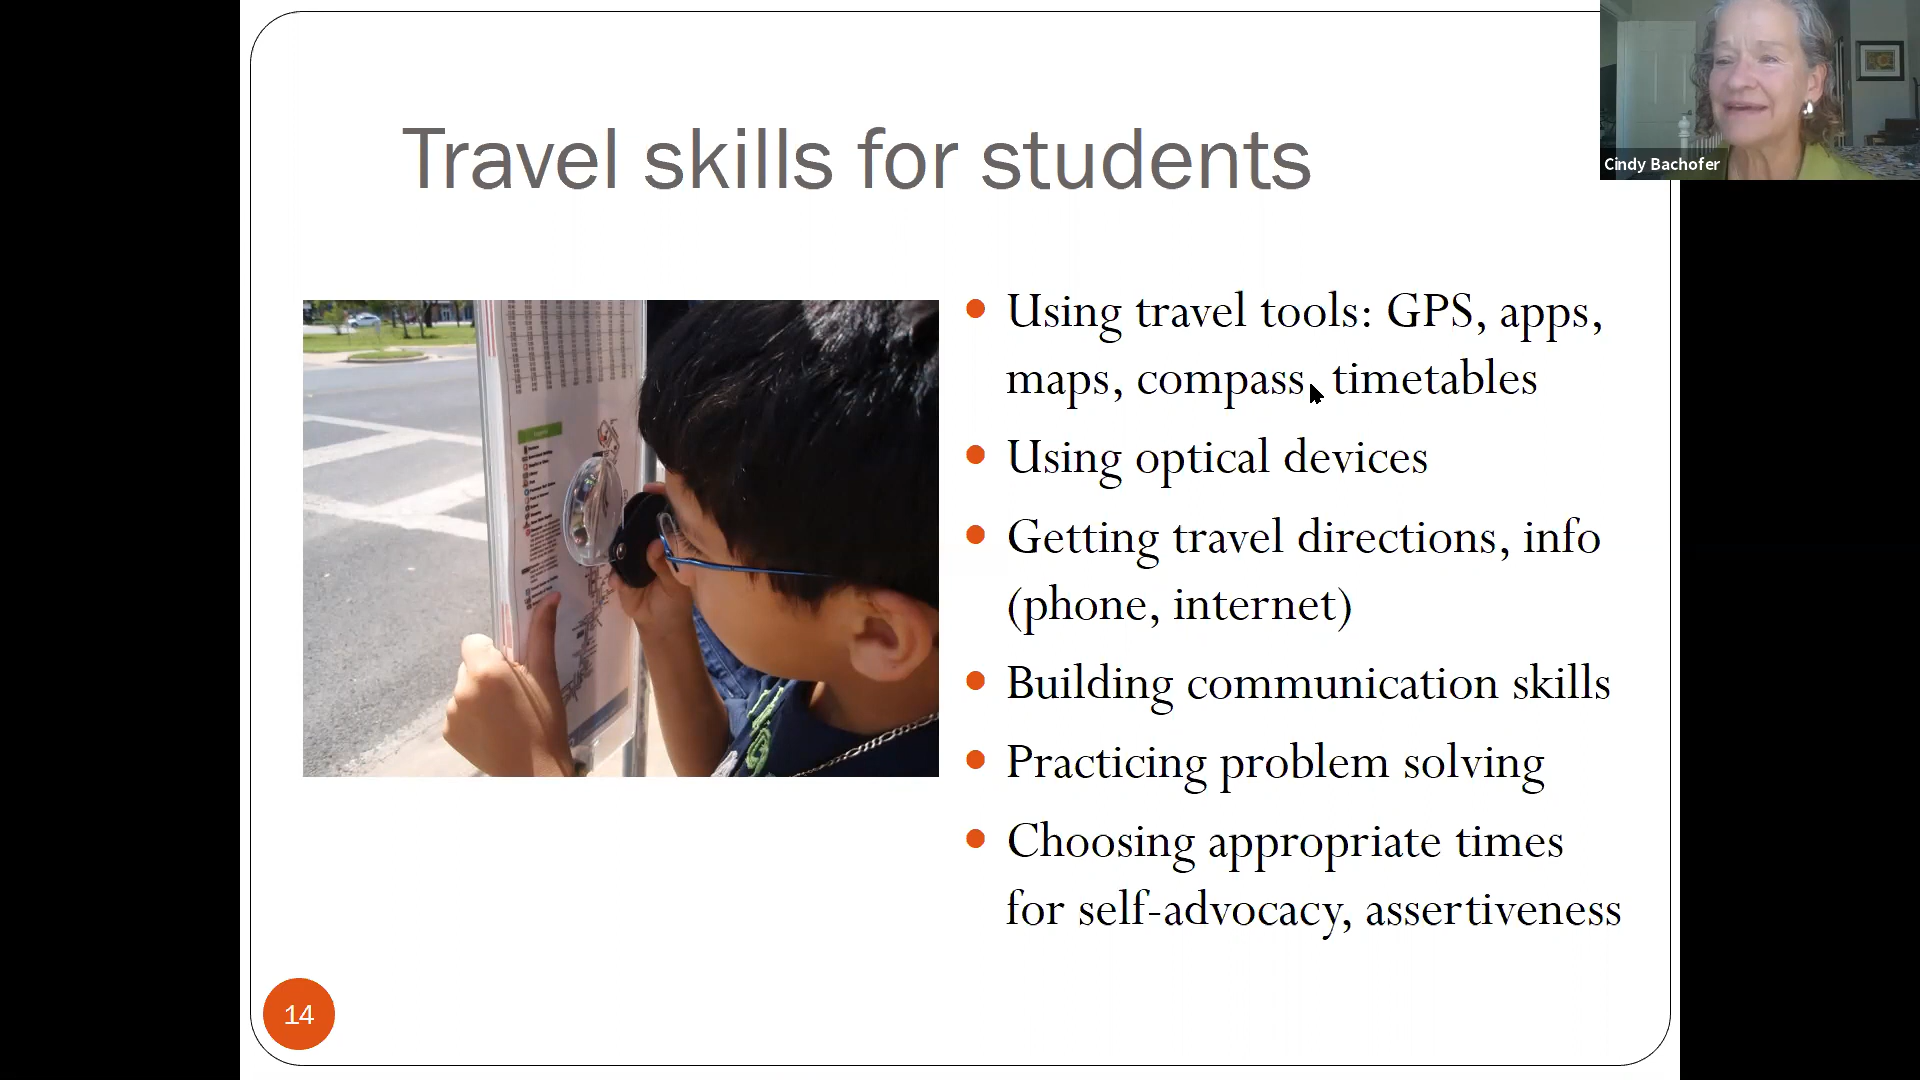 Travel skills for students
Cindy Bachofer
Using travel tools: GPS, apps,
maps, compass, timetables
Using optical devices
Getting travel directions, info
(phone, internet)
Building communication skills
Practicing problem solving
Choosing appropriate times
for self-advocacy, assertiveness
14